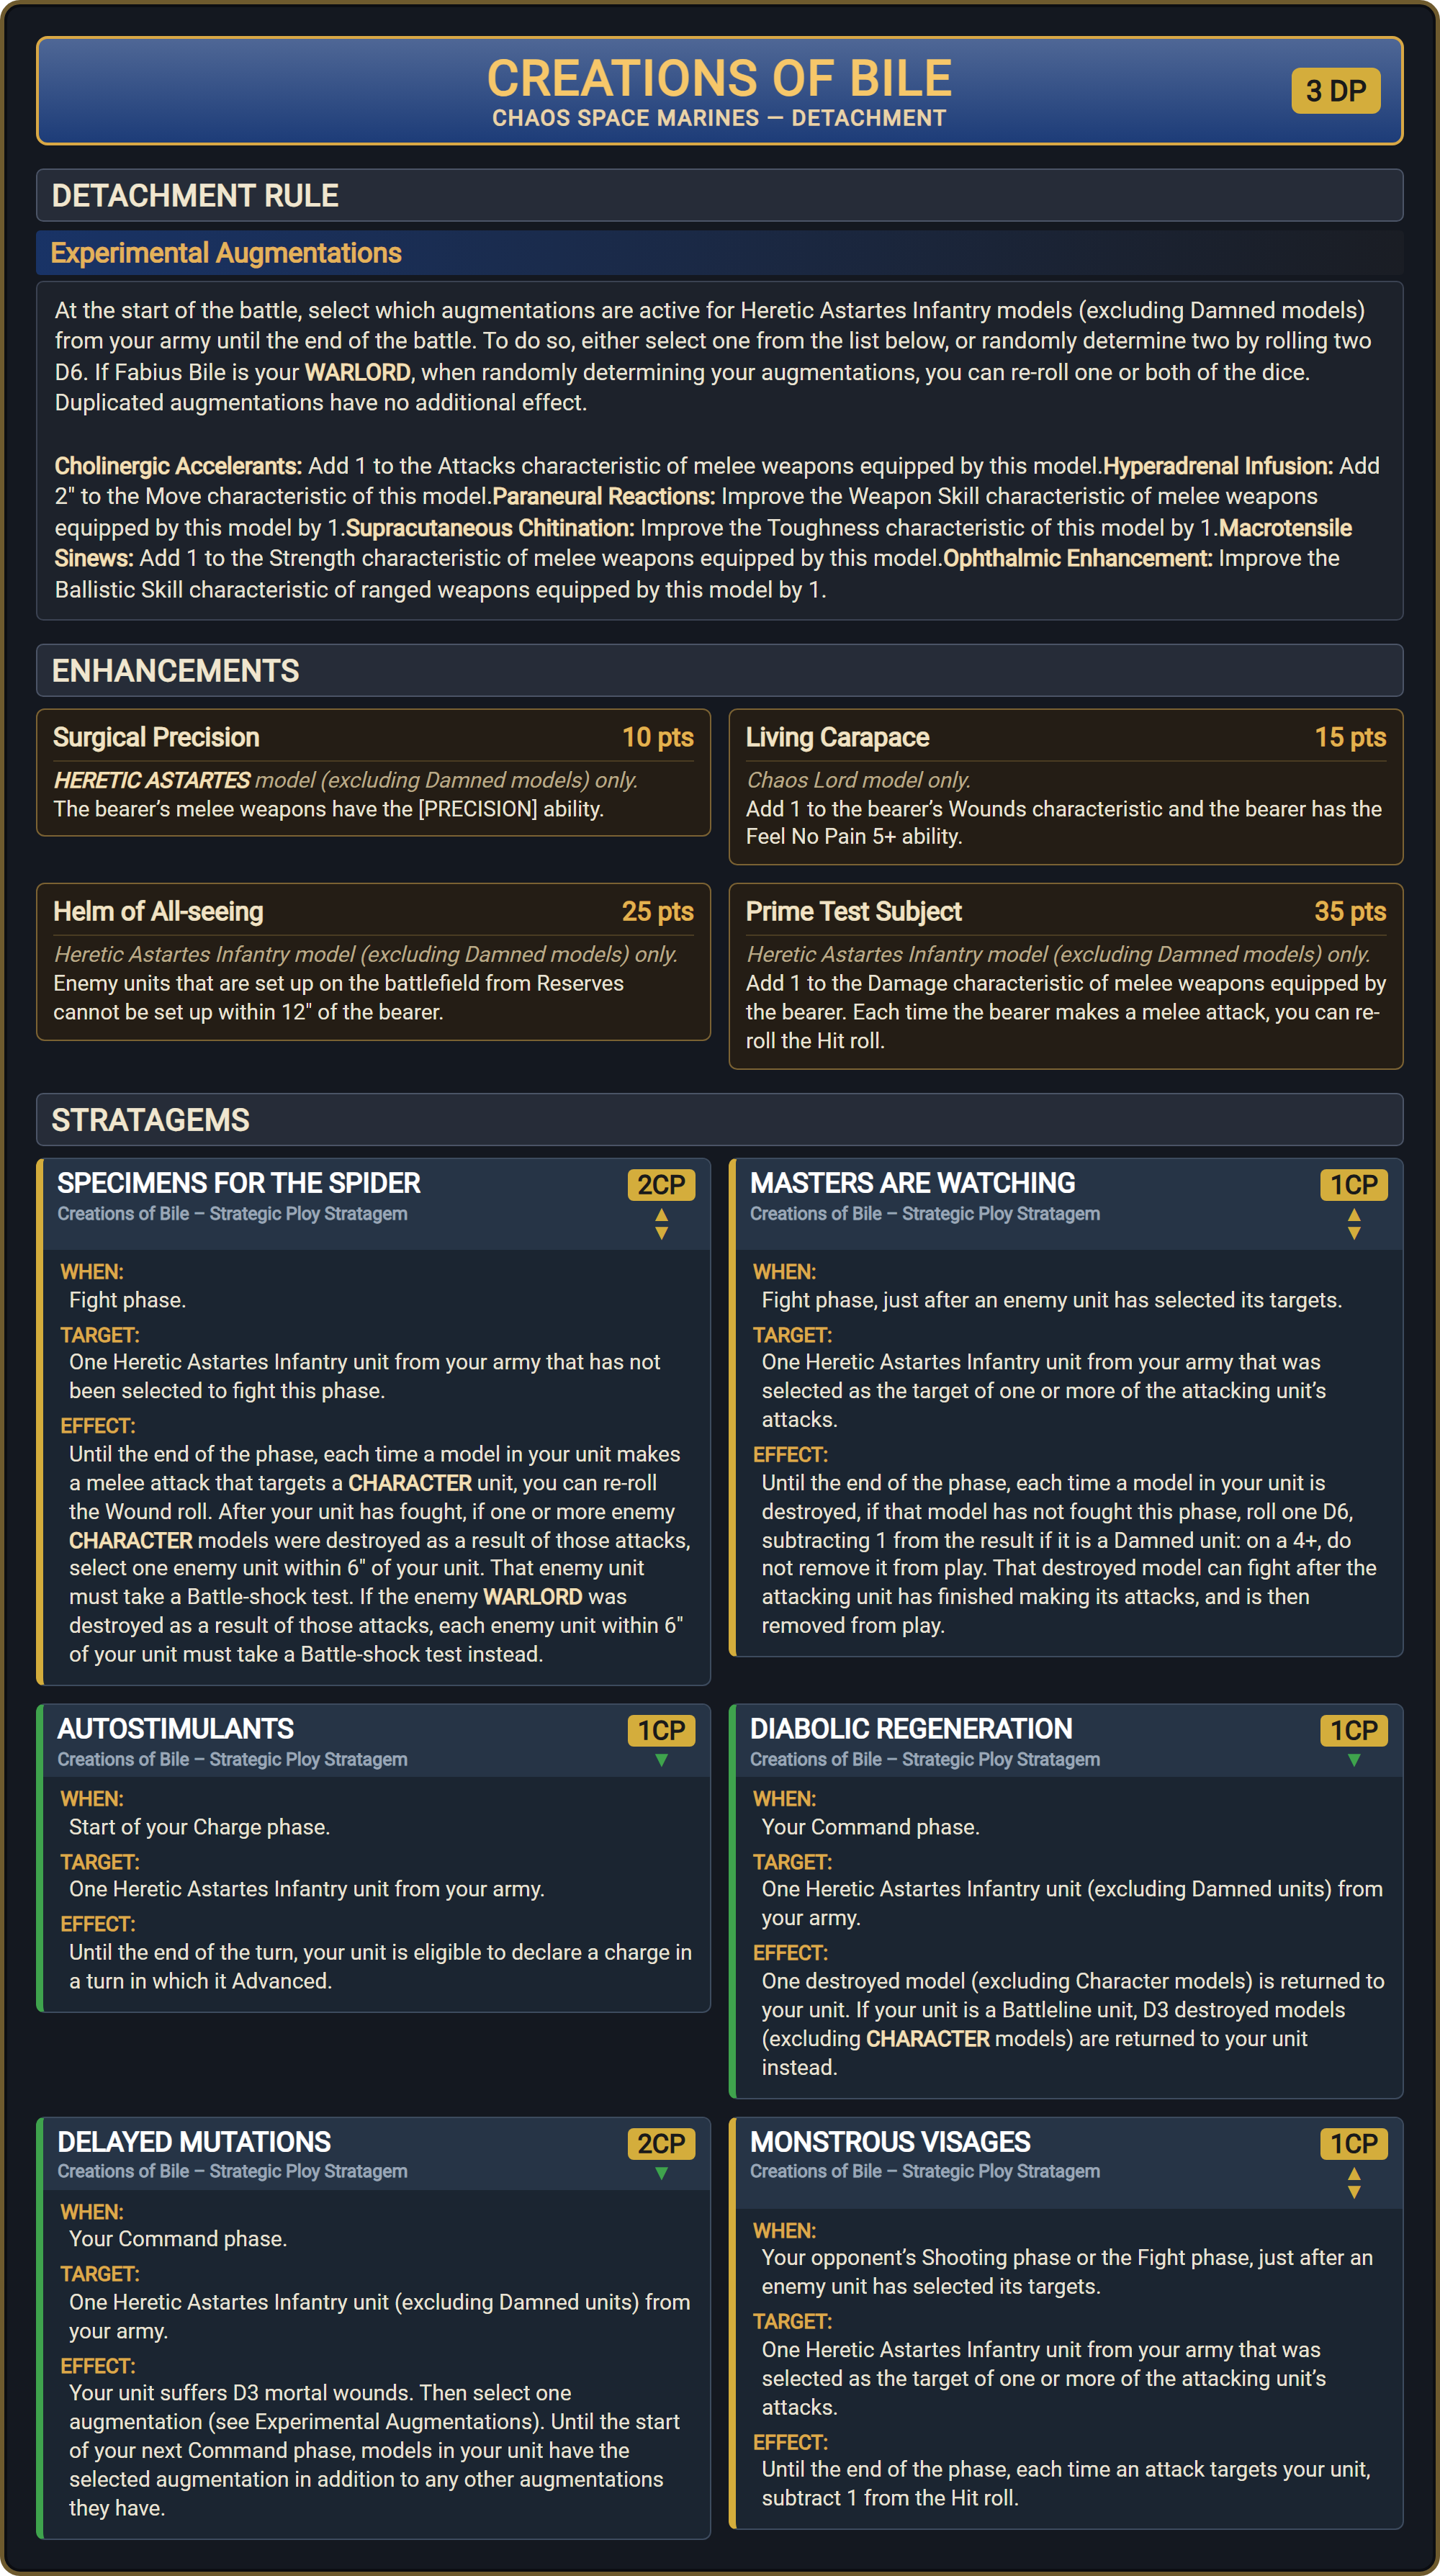 CREATIONS OF BILE
CHAOS SPACE MARINES — DETACHMENT
3 DP
DETACHMENT RULE
Experimental Augmentations
At the start of the battle, select which augmentations are active for Heretic Astartes Infantry models (excluding Damned models)
from your army until the end of the battle. To do so, either select one from the list below, or randomly determine two by rolling two
D6. If Fabius Bile is your WARLORD, when randomly determining your augmentations, you can re-roll one or both of the dice.
Duplicated augmentations have no additional effect.
Cholinergic Accelerants: Add 1 to the Attacks characteristic of melee weapons equipped by this model.Hyperadrenal Infusion: Add
2" to the Move characteristic of this model.Paraneural Reactions: Improve the Weapon Skill characteristic of melee weapons
equipped by this model by 1.Supracutaneous Chitination: Improve the Toughness characteristic of this model by 1.Macrotensile
Sinews: Add 1 to the Strength characteristic of melee weapons equipped by this model.Ophthalmic Enhancement: Improve the
Ballistic Skill characteristic of ranged weapons equipped by this model by 1.
ENHANCEMENTS
Surgical Precision
10 pts
HERETIC ASTARTES model (excluding Damned models) only.
The bearer’s melee weapons have the [PRECISION] ability.
Living Carapace
15 pts
Chaos Lord model only.
Add 1 to the bearer’s Wounds characteristic and the bearer has the
Feel No Pain 5+ ability.
Helm of All-seeing
25 pts
Heretic Astartes Infantry model (excluding Damned models) only.
Enemy units that are set up on the battlefield from Reserves
cannot be set up within 12" of the bearer.
Prime Test Subject
35 pts
Heretic Astartes Infantry model (excluding Damned models) only.
Add 1 to the Damage characteristic of melee weapons equipped by
the bearer. Each time the bearer makes a melee attack, you can re-
roll the Hit roll.
STRATAGEMS
SPECIMENS FOR THE SPIDER
2CP
Creations of Bile – Strategic Ploy Stratagem
▲
▼
WHEN:
Fight phase.
TARGET:
One Heretic Astartes Infantry unit from your army that has not
been selected to fight this phase.
EFFECT:
Until the end of the phase, each time a model in your unit makes
a melee attack that targets a CHARACTER unit, you can re-roll
the Wound roll. After your unit has fought, if one or more enemy
CHARACTER models were destroyed as a result of those attacks,
select one enemy unit within 6" of your unit. That enemy unit
must take a Battle-shock test. If the enemy WARLORD was
destroyed as a result of those attacks, each enemy unit within 6"
of your unit must take a Battle-shock test instead.
MASTERS ARE WATCHING
1CP
Creations of Bile – Strategic Ploy Stratagem
▲
▼
WHEN:
Fight phase, just after an enemy unit has selected its targets.
TARGET:
One Heretic Astartes Infantry unit from your army that was
selected as the target of one or more of the attacking unit’s
attacks.
EFFECT:
Until the end of the phase, each time a model in your unit is
destroyed, if that model has not fought this phase, roll one D6,
subtracting 1 from the result if it is a Damned unit: on a 4+, do
not remove it from play. That destroyed model can fight after the
attacking unit has finished making its attacks, and is then
removed from play.
AUTOSTIMULANTS
1CP
Creations of Bile – Strategic Ploy Stratagem
▼
WHEN:
Start of your Charge phase.
TARGET:
One Heretic Astartes Infantry unit from your army.
EFFECT:
Until the end of the turn, your unit is eligible to declare a charge in
a turn in which it Advanced.
DIABOLIC REGENERATION
1CP
Creations of Bile – Strategic Ploy Stratagem
▼
WHEN:
Your Command phase.
TARGET:
One Heretic Astartes Infantry unit (excluding Damned units) from
your army.
EFFECT:
One destroyed model (excluding Character models) is returned to
your unit. If your unit is a Battleline unit, D3 destroyed models
(excluding CHARACTER models) are returned to your unit
instead.
DELAYED MUTATIONS
2CP
Creations of Bile – Strategic Ploy Stratagem
▼
WHEN:
Your Command phase.
TARGET:
One Heretic Astartes Infantry unit (excluding Damned units) from
your army.
EFFECT:
Your unit suffers D3 mortal wounds. Then select one
augmentation (see Experimental Augmentations). Until the start
of your next Command phase, models in your unit have the
selected augmentation in addition to any other augmentations
they have.
MONSTROUS VISAGES
1CP
Creations of Bile – Strategic Ploy Stratagem
▲
▼
WHEN:
Your opponent’s Shooting phase or the Fight phase, just after an
enemy unit has selected its targets.
TARGET:
One Heretic Astartes Infantry unit from your army that was
selected as the target of one or more of the attacking unit’s
attacks.
EFFECT:
Until the end of the phase, each time an attack targets your unit,
subtract 1 from the Hit roll.